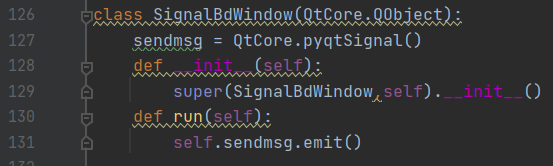 126 class SignalBdWindow(QtCore.QObject):
127     sendmsg = QtCore.pyqtSignal()
128     def __init__(self):
129         super(SignalBdWindow,self).__init__()
130     def run(self):
131         self.sendmsg.emit()